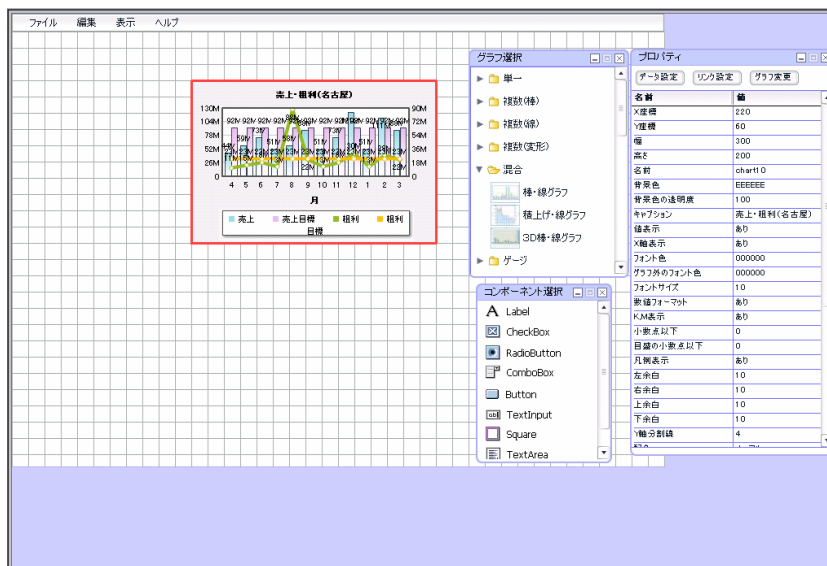 ファイル 編集 表示 ヘルプ
売上・粗利(名古屋)
130M
104M
78M
52M
26M
0
90M
72M
54M
36M
18M
0
4 5 6 7 8 9 10 11 12 1 2 3
月
売上 売上目標 粗利 粗利
目標
グラフ選択
単一
複数(棒)
複数(線)
複数(変形)
混合
棒・線グラフ
積上げ・線グラフ
3D棒・線グラフ
ゲージ
コンポーネント選択
A Label
CheckBox
RadioButton
ComboBox
Button
TextInput
Square
TextArea
プロパティ
データ設定 リンク設定 グラフ変更
名前 値
X座標 220
Y座標 60
幅 300
高さ 200
名前 chart10
背景色 EEEEEE
背景色の透明度 100
キャプション 売上・粗利(名古屋)
値表示 あり
X軸表示 あり
フォント色 000000
グラフ外のフォント色 000000
フォントサイズ 10
数値フォーマット あり
K,M表示 あり
小数点以下 0
目盛の小数点以下 0
凡例表示 あり
左余白 10
右余白 10
上余白 10
下余白 10
Y軸分割線 4